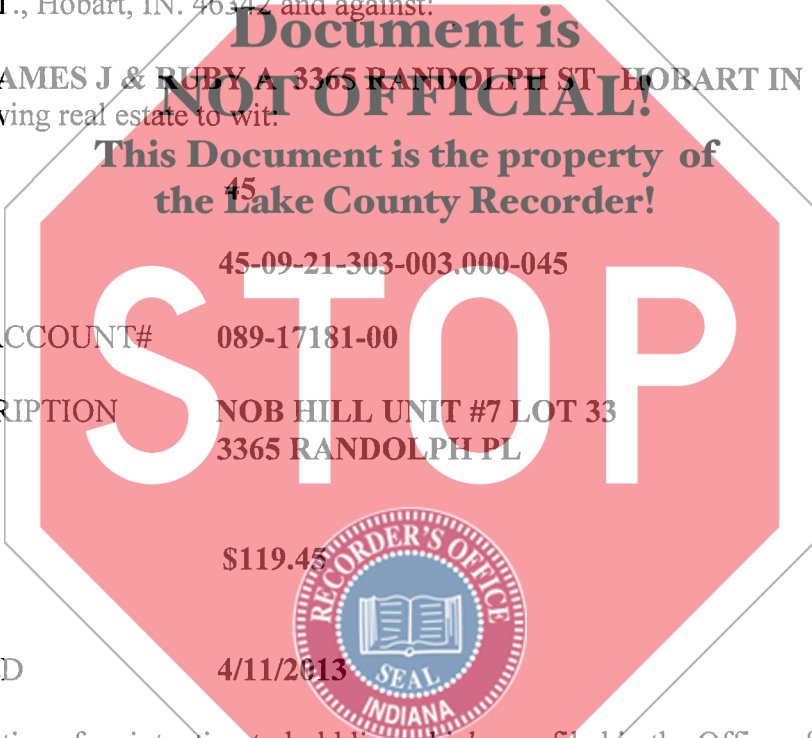 T., Hobart, IN. 46342 and against:
Document is
AMES J & RUBY A 3365 RANDOLPH ST HOBART IN
NOT OFFICIAL!
ving real estate to wit:
This Document is the property of
45
the Lake County Recorder!
45-09-21-303-003.000-045
STOP
ACCOUNT# 089-17181-00
RIPTION NOB HILL UNIT #7 LOT 33
3365 RANDOLPH PL
$119.45
RECORDER'S OFFICE
SEAL
INDIANA
D 4/11/2013